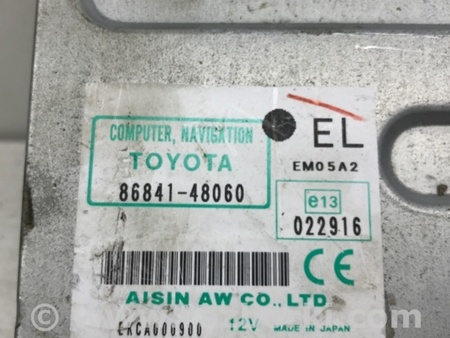 COMPUTER, NAVIGATION
EL
TOYOTA
EM05A2
86841-48060
e13
022916
CE
AISIN AW CO., LTD
12V MADE IN JAPAN